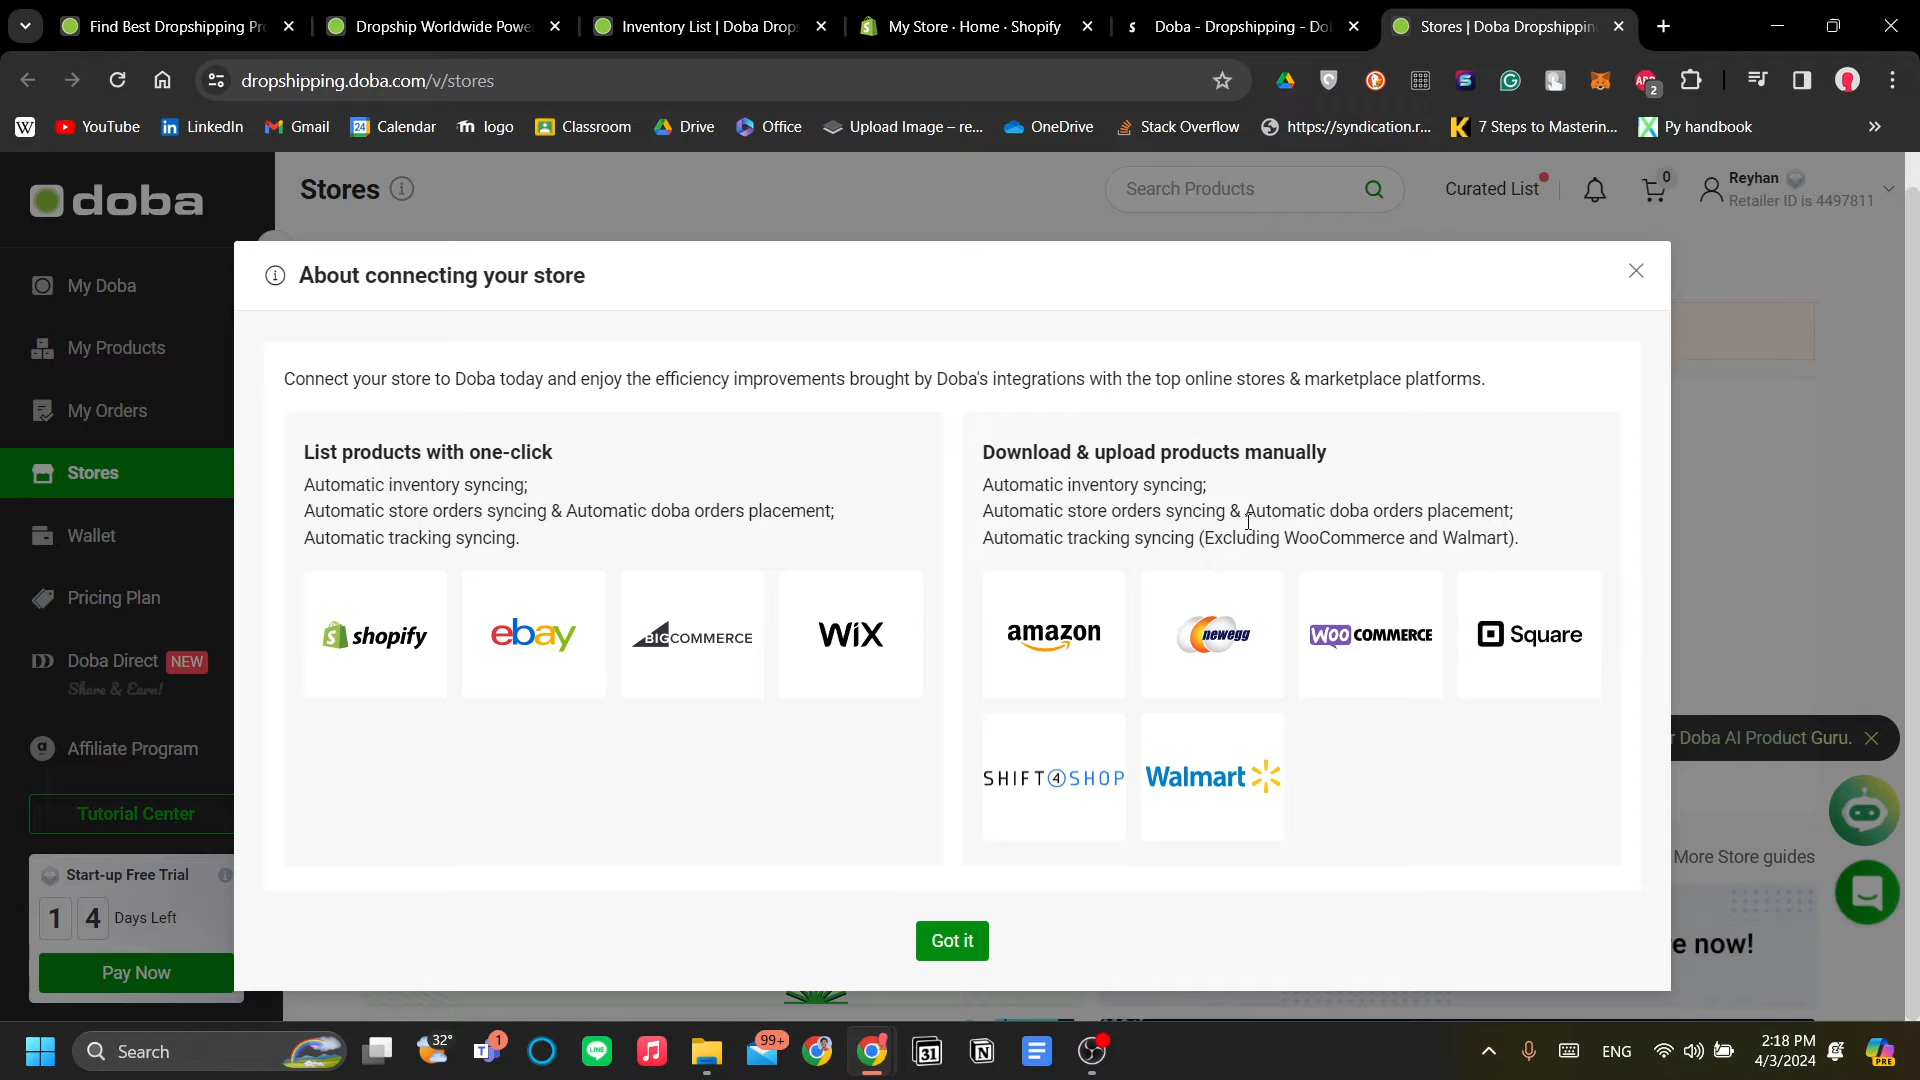 Find Best Dropshipping Pr
Dropship Worldwide Powe
Inventory List | Doba Drop
My Store · Home · Shopify
Doba - Dropshipping - Do
Stores | Doba Dropshippin
dropshipping.doba.com/v/stores
ABP
2
W
YouTube
LinkedIn
Gmail
Calendar
logo
Classroom
Drive
Office
Upload Image – re...
OneDrive
Stack Overflow
https://syndication.r...
7 Steps to Masterin...
Py handbook
doba
Stores
Search Products
Curated List
0
Reyhan
Retailer ID is 4497811
My Doba
My Products
My Orders
Stores
Wallet
Pricing Plan
Doba Direct NEW
Share & Earn!
Affiliate Program
Tutorial Center
Start-up Free Trial
1 4 Days Left
Pay Now
About connecting your store
Connect your store to Doba today and enjoy the efficiency improvements brought by Doba's integrations with the top online stores & marketplace platforms.
List products with one-click
Automatic inventory syncing;
Automatic store orders syncing & Automatic doba orders placement;
Automatic tracking syncing.
shopify
ebay
BIGCOMMERCE
WiX
Download & upload products manually
Automatic inventory syncing;
Automatic store orders syncing & Automatic doba orders placement;
Automatic tracking syncing (Excluding WooCommerce and Walmart).
amazon
newegg
WOO COMMERCE
Square
SHIFT4SHOP
Walmart
Got it
r Doba AI Product Guru.
More Store guides
e now!
Search
32°
1
LINE
99+
31
ENG
2:18 PM
4/3/2024
PRE